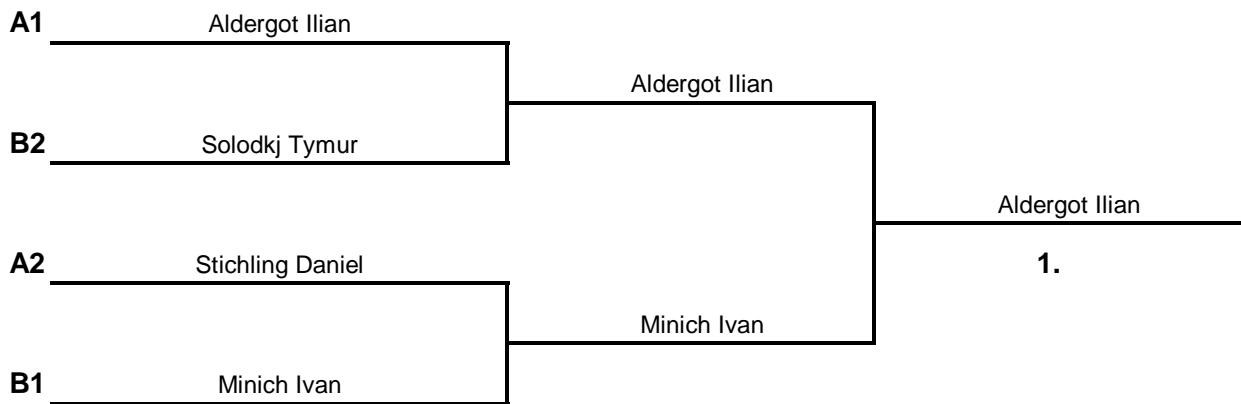 A1 Aldergot Ilian
Aldergot Ilian
B2 Solodkj Tymur
Aldergot Ilian
A2 Stichling Daniel
1.
Minich Ivan
B1 Minich Ivan